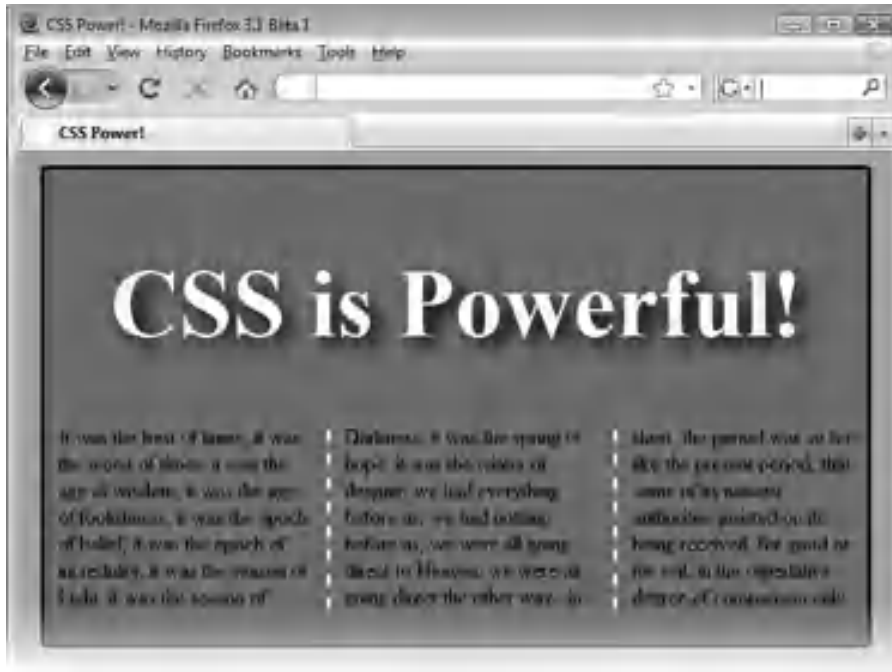 CSS Power! - Mozilla Firefox 3.1 Beta 1
File Edit View History Bookmarks Tools Help
CSS Power!
CSS is Powerful!
It was the best of times, it was
the worst of times, it was the
age of wisdom, it was the age
of foolishness, it was the epoch
of belief, it was the epoch of
incredulity, it was the season of
Light, it was the season of
Darkness, it was the spring of
hope, it was the winter of
despair, we had everything
before us, we had nothing
before us, we were all going
direct to Heaven, we were all
going direct the other way - in
short, the period was so far
like the present period, that
some of its noisiest
authorities insisted on its
being received, for good or
for evil, in the superlative
degree of comparison only.